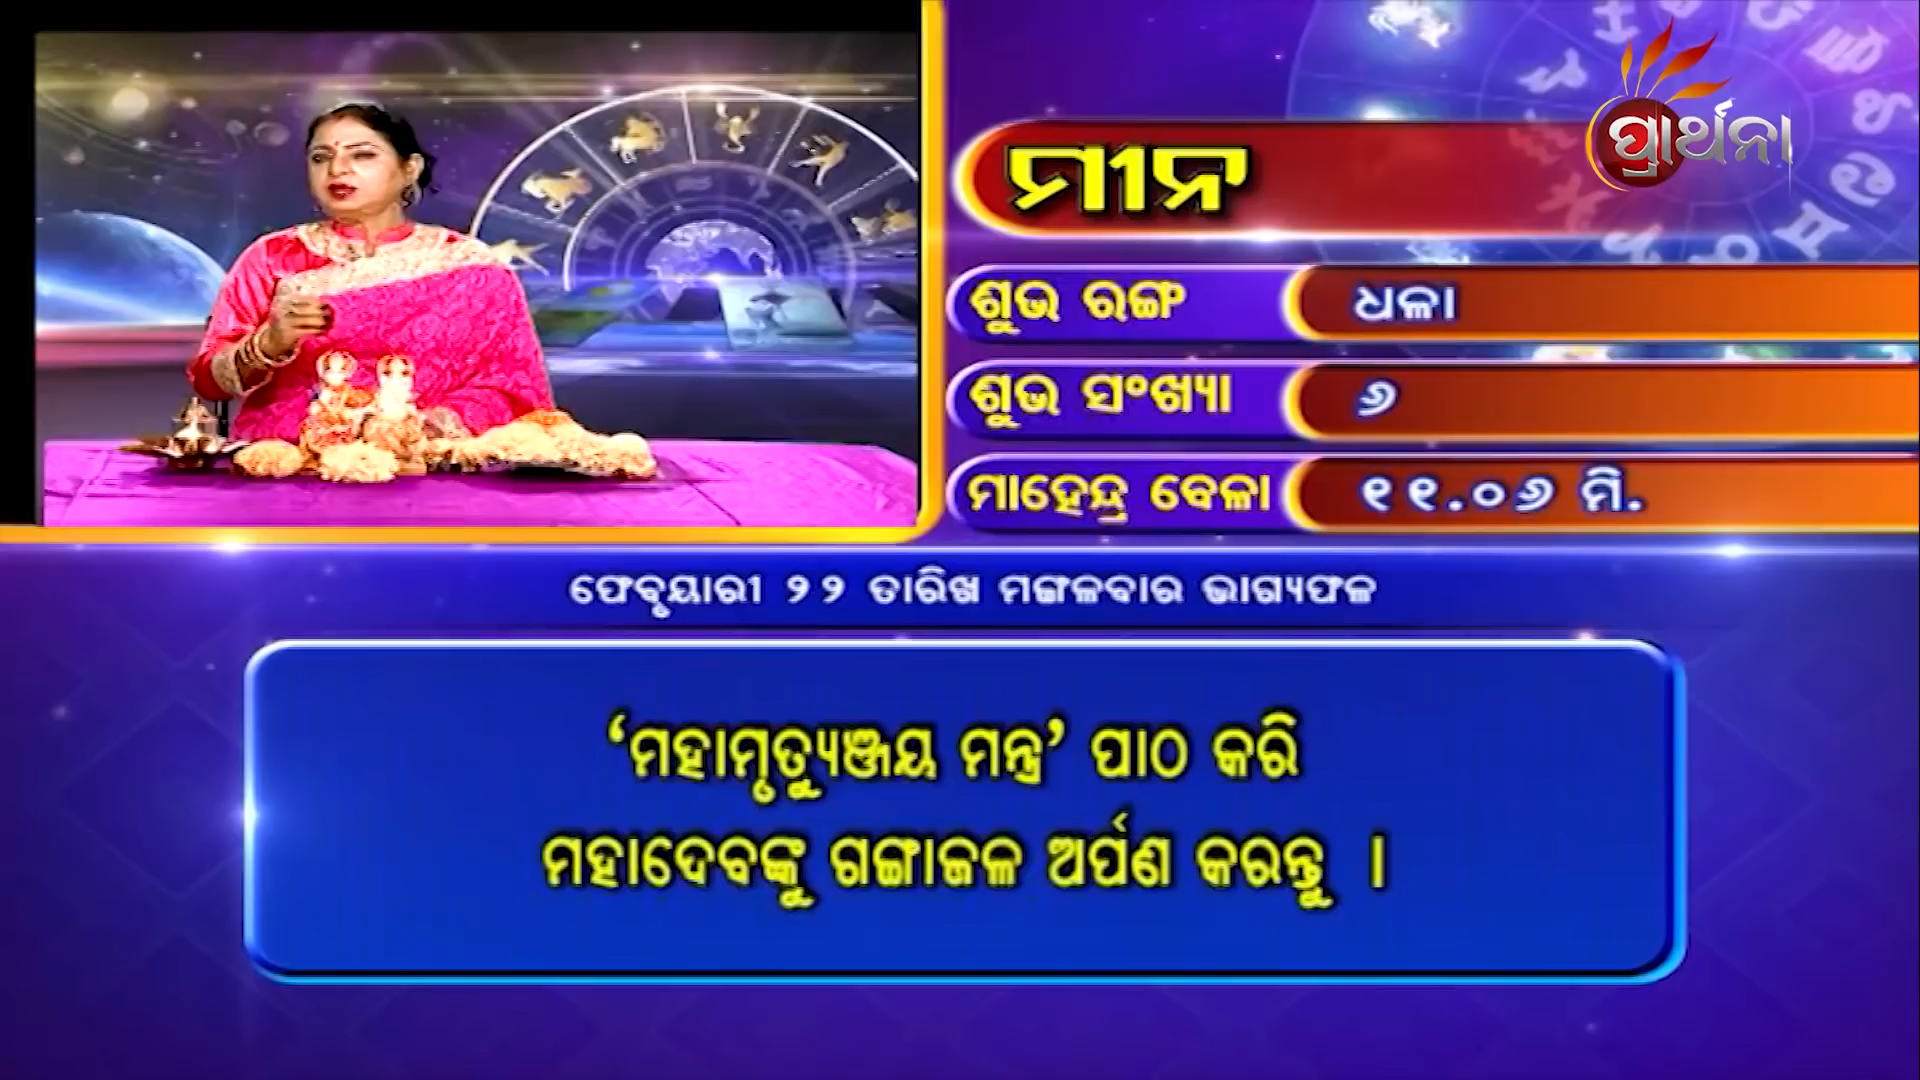 ପ୍ରାର୍ଥନା
ମୀନ
ଶୁଭ ରଙ୍ଗ ଧଳା
ଶୁଭ ସଂଖ୍ୟା ୬
ମାହେନ୍ଦ୍ର ବେଳା ୧୧.୦୬ ମି.
ଫେବୃୟାରୀ ୨୨ ତାରିଖ ମଙ୍ଗଳବାର ଭାଗ୍ୟଫଳ
‘ମହାମୃତ୍ୟୁଞ୍ଜୟ ମନ୍ତ୍ର’ ପାଠ କରି
ମହାଦେବଙ୍କୁ ଗଙ୍ଗାଜଳ ଅର୍ପଣ କରନ୍ତୁ ।